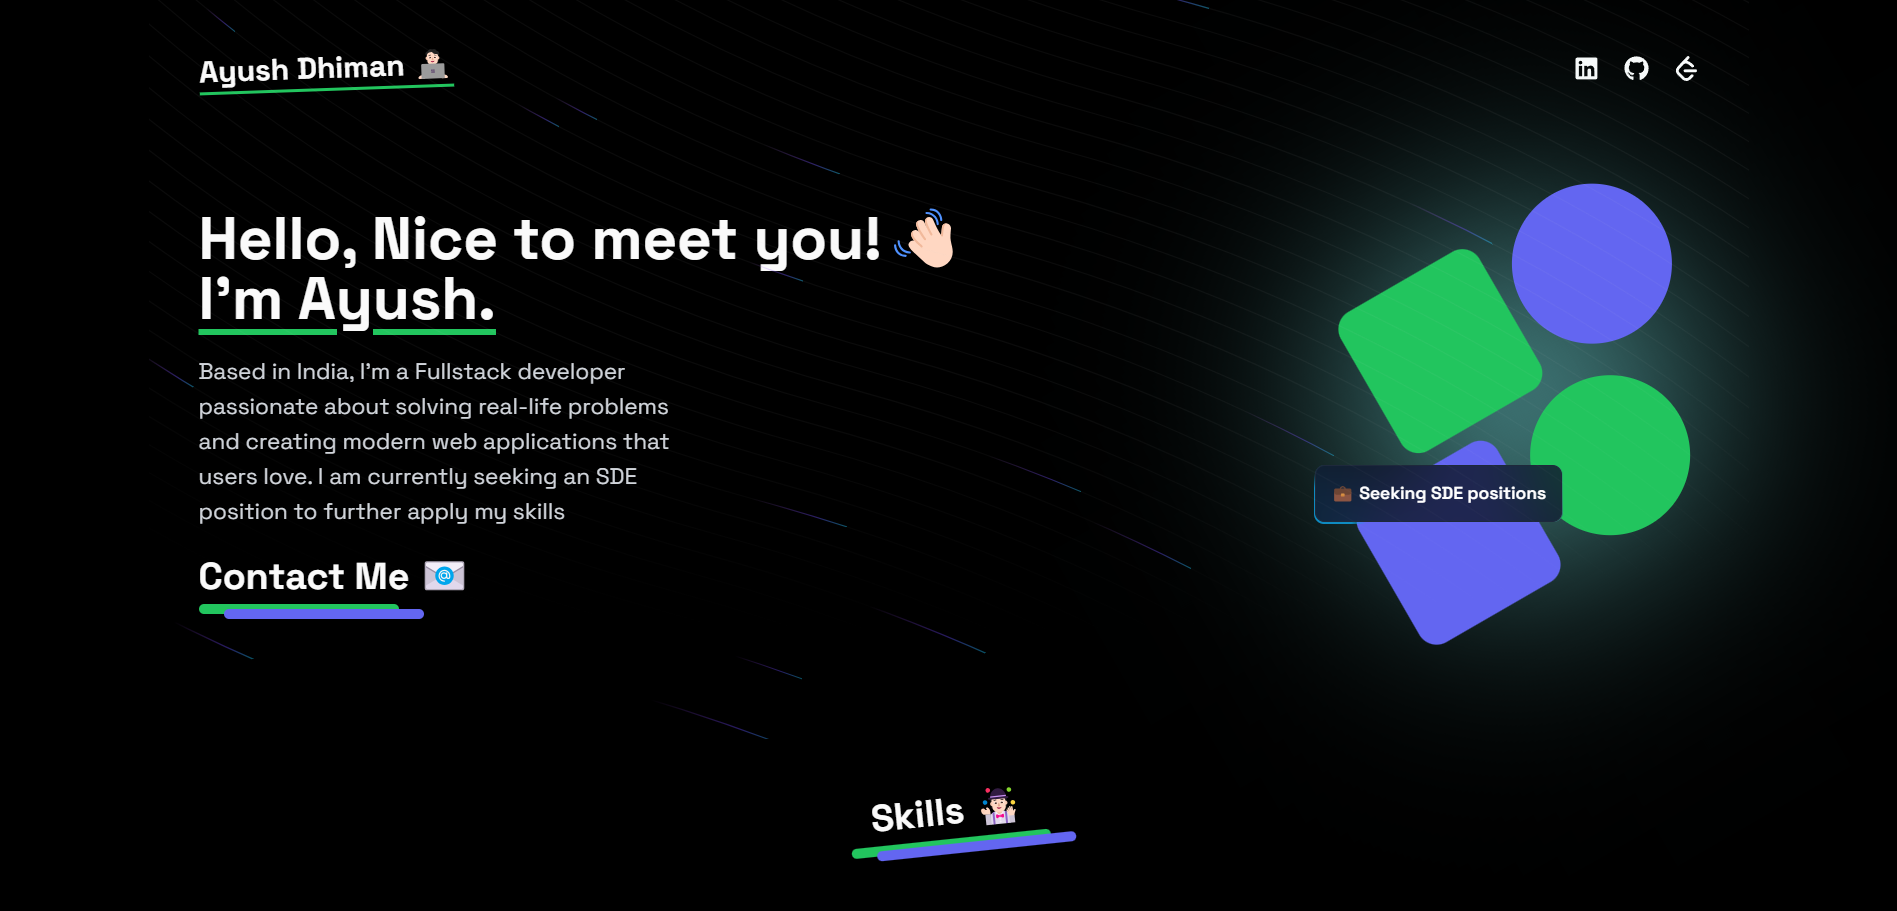 Ayush Dhiman
Hello, Nice to meet you!
I'm Ayush.
Based in India, I'm a Fullstack developer
passionate about solving real-life problems
and creating modern web applications that
users love. I am currently seeking an SDE
position to further apply my skills
Contact Me
Seeking SDE positions
Skills